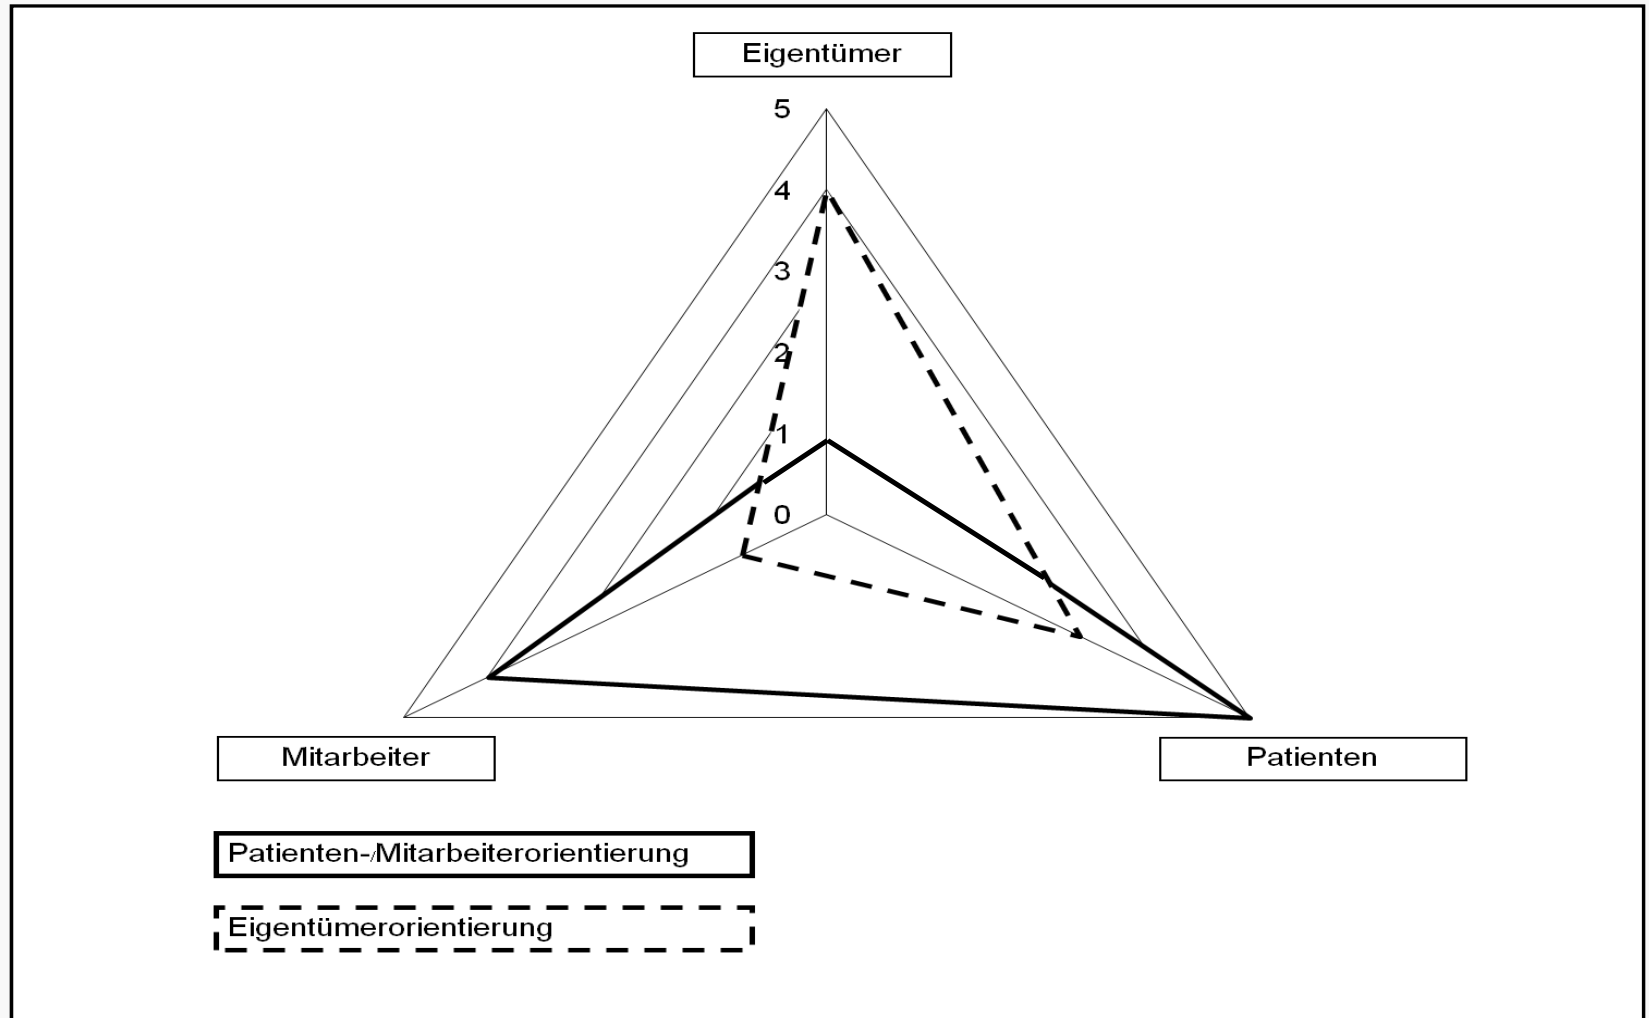 Eigentümer
5
4
3
2
1
0
Mitarbeiter
Patienten
Patienten-/Mitarbeiterorientierung
Eigentümerorientierung